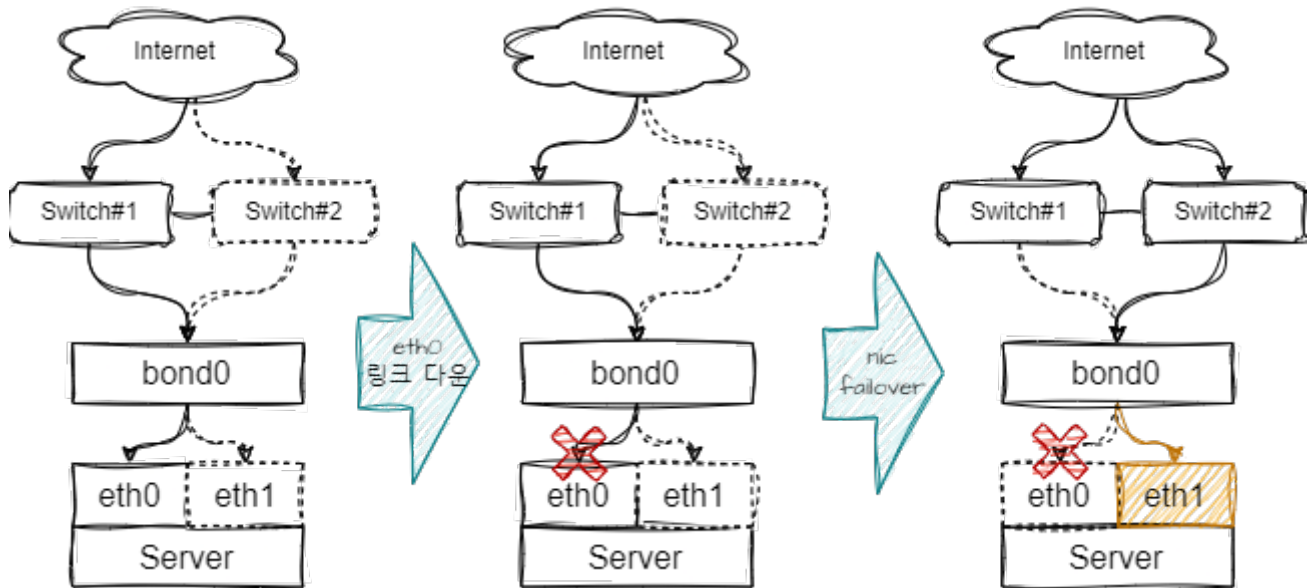 Internet
Switch#1
Switch#2
bond0
eth0
eth1
Server
eth0
링크 다운
Internet
Switch#1
Switch#2
bond0
eth0
eth1
Server
nic
failover
Internet
Switch#1
Switch#2
bond0
eth0
eth1
Server